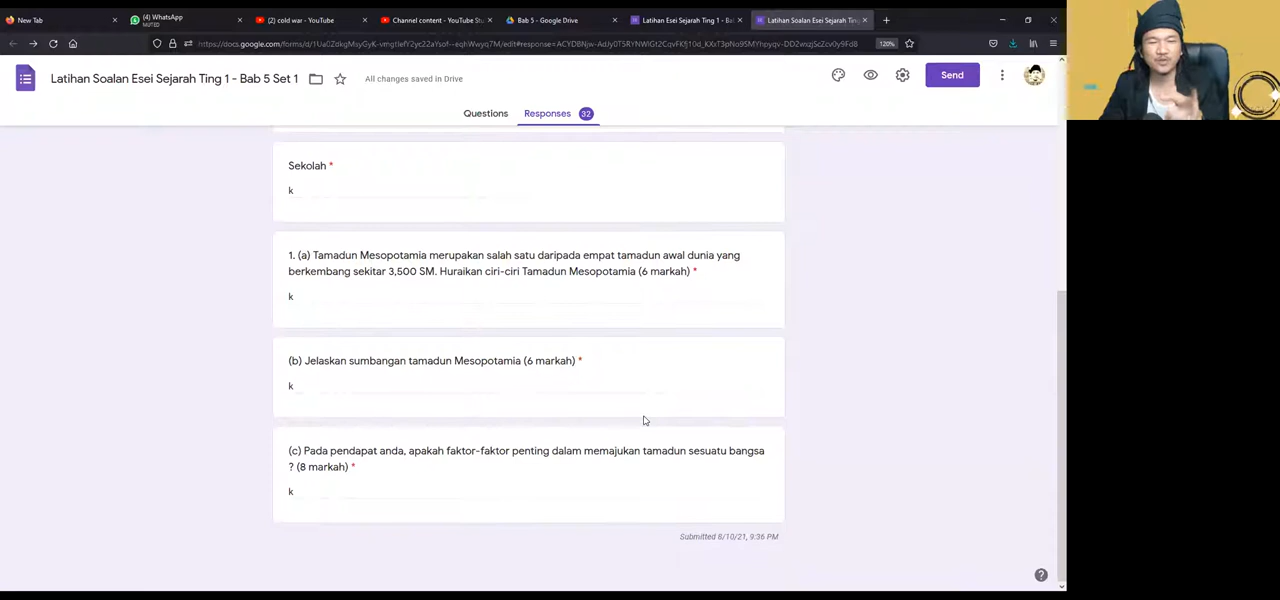 New Tab
(4) WhatsApp
MUTED
(2) cold war - YouTube
Channel content - YouTube Stu
Bab 5 - Google Drive
Latihan Esei Sejarah Ting 1 - Bab
Latihan Soalan Esei Sejarah Ting
120%
Latihan Soalan Esei Sejarah Ting 1 - Bab 5 Set 1
All changes saved in Drive
Send
Questions
Responses 32
Sekolah *
k
1. (a) Tamadun Mesopotamia merupakan salah satu daripada empat tamadun awal dunia yang
berkembang sekitar 3,500 SM. Huraikan ciri-ciri Tamadun Mesopotamia (6 markah) *
k
(b) Jelaskan sumbangan tamadun Mesopotamia (6 markah) *
k
(c) Pada pendapat anda, apakah faktor-faktor penting dalam memajukan tamadun sesuatu bangsa
? (8 markah) *
k
Submitted 8/10/21, 9:36 PM